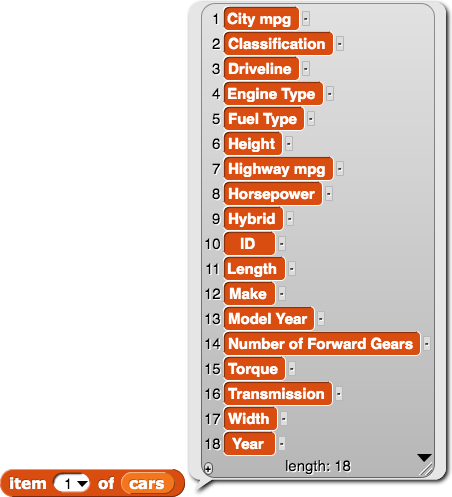 1 City mpg
2 Classification
3 Driveline
4 Engine Type
5 Fuel Type
6 Height
7 Highway mpg
8 Horsepower
9 Hybrid
10 ID
11 Length
12 Make
13 Model Year
14 Number of Forward Gears
15 Torque
16 Transmission
17 Width
18 Year
length: 18
item 1 of cars